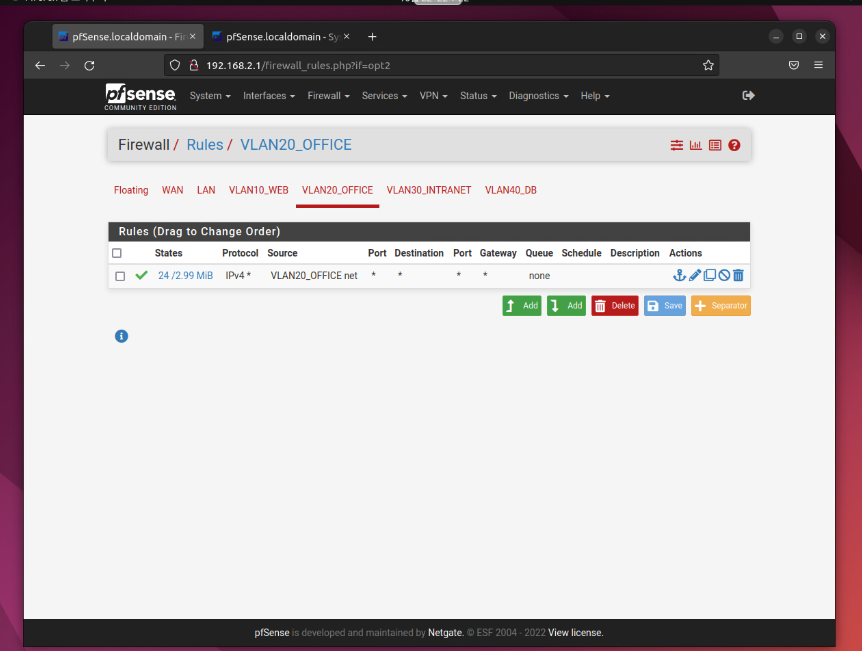 pfSense.localdomain - Fir
pfSense.localdomain - Sys
192.168.2.1/firewall_rules.php?if=opt2
pfsense
COMMUNITY EDITION
System Interfaces Firewall Services VPN Status Diagnostics Help
Firewall / Rules / VLAN20_OFFICE
Floating WAN LAN VLAN10_WEB VLAN20_OFFICE VLAN30_INTRANET VLAN40_DB
Rules (Drag to Change Order)
States Protocol Source Port Destination Port Gateway Queue Schedule Description Actions
24 /2.99 MiB IPv4 * VLAN20_OFFICE net * * * * none
Add Add Delete Save Separator
pfSense is developed and maintained by Netgate. © ESF 2004 - 2022 View license.